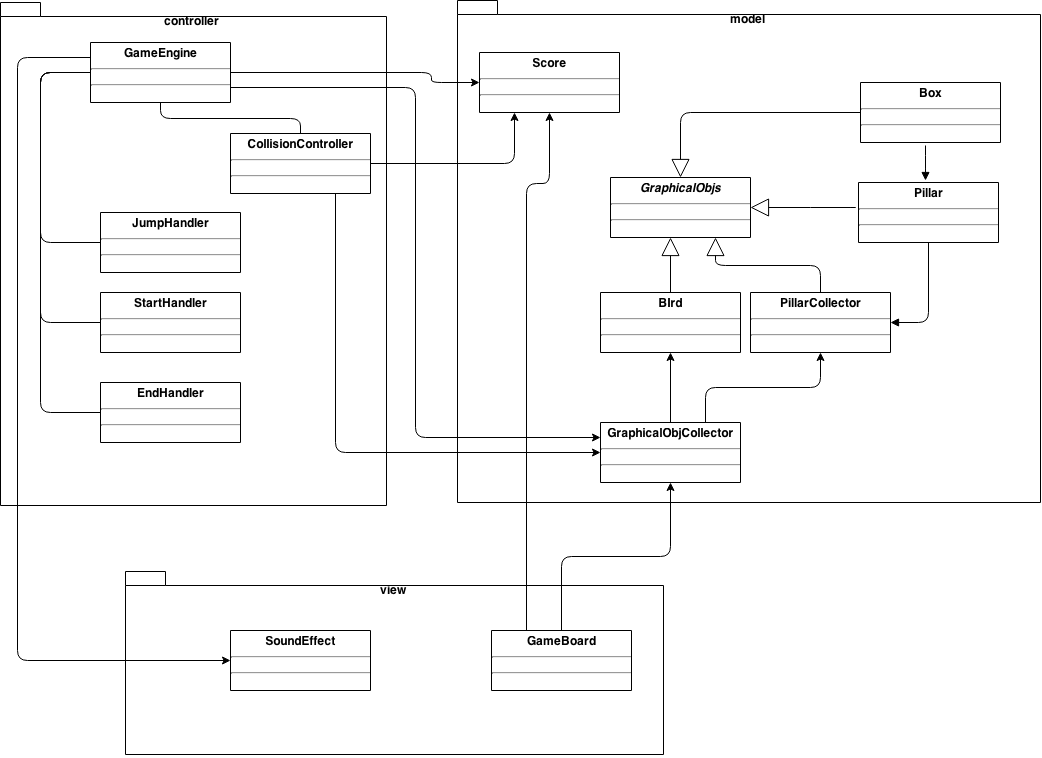 controller
model
GameEngine
Score
Box
CollisionController
GraphicalObjs
Pillar
JumpHandler
StartHandler
BIrd
PillarCollector
EndHandler
GraphicalObjCollector
view
SoundEffect
GameBoard